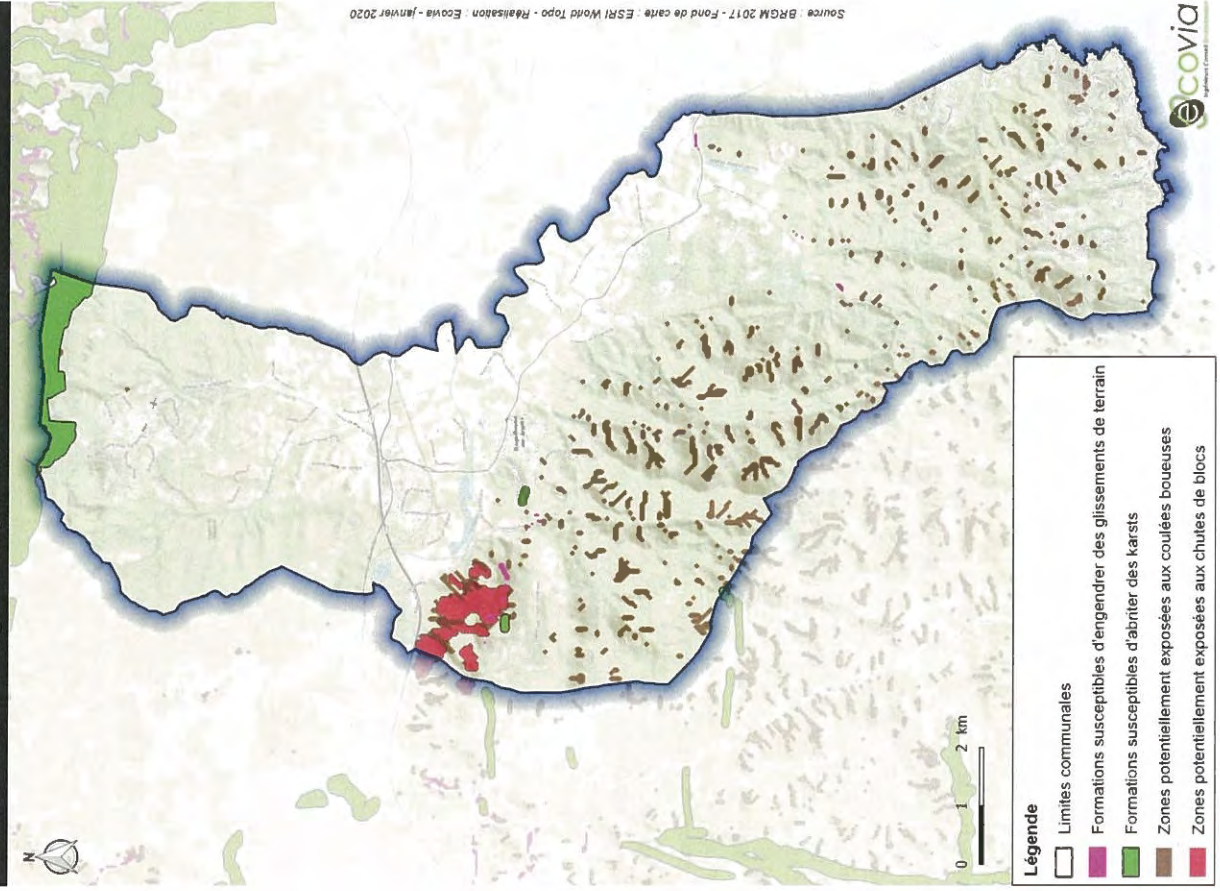 Source : BRGM 2017 - Fond de carte : ESRI World Topo - Réalisation : Ecovia - janvier 2020
N
0 1 2 km
Légende
Limites communales
Formations susceptibles d'engendrer des glissements de terrain
Formations susceptibles d'abriter des karsts
Zones potentiellement exposées aux coulées boueuses
Zones potentiellement exposées aux chutes de blocs
ecovia